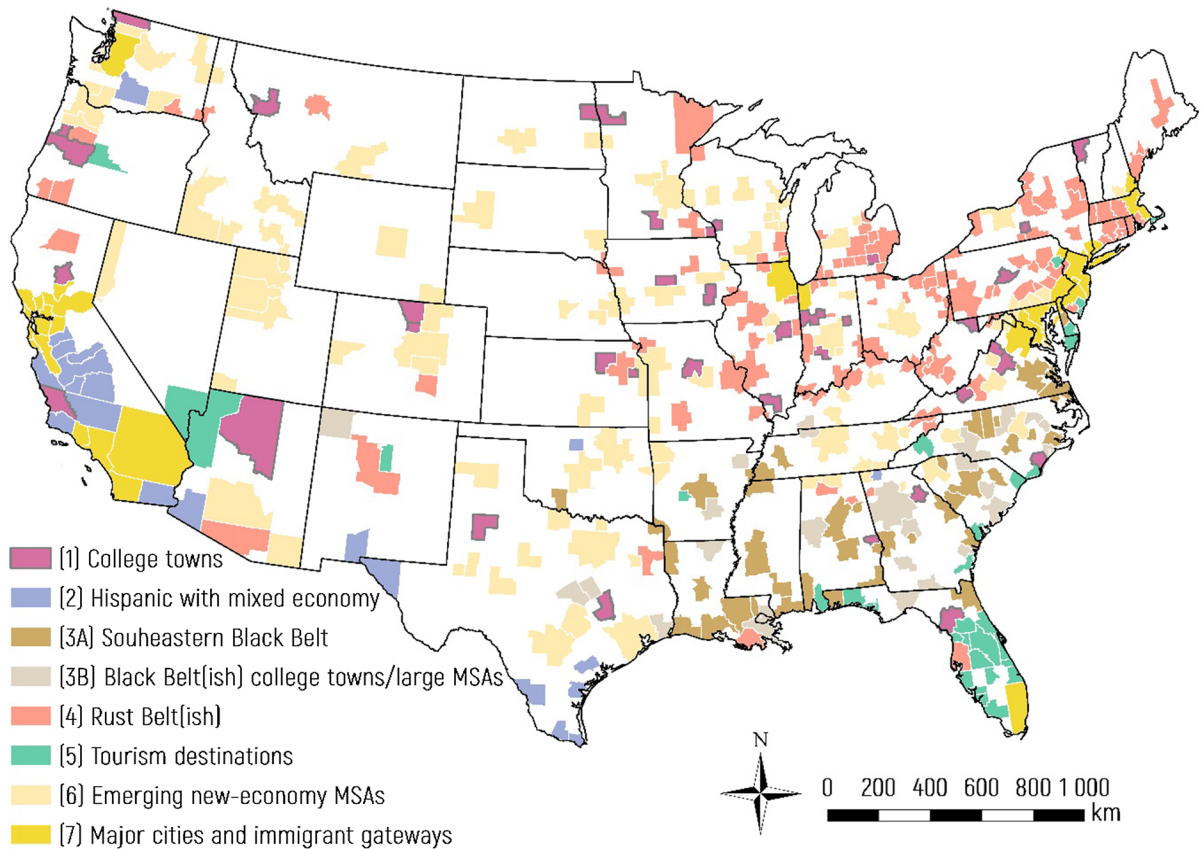 (1) College towns
(2) Hispanic with mixed economy
(3A) Souheastern Black Belt
(3B) Black Belt(ish) college towns/large MSAs
(4) Rust Belt(ish)
(5) Tourism destinations
(6) Emerging new-economy MSAs
(7) Major cities and immigrant gateways
N
0 200 400 600 800 1 000
km